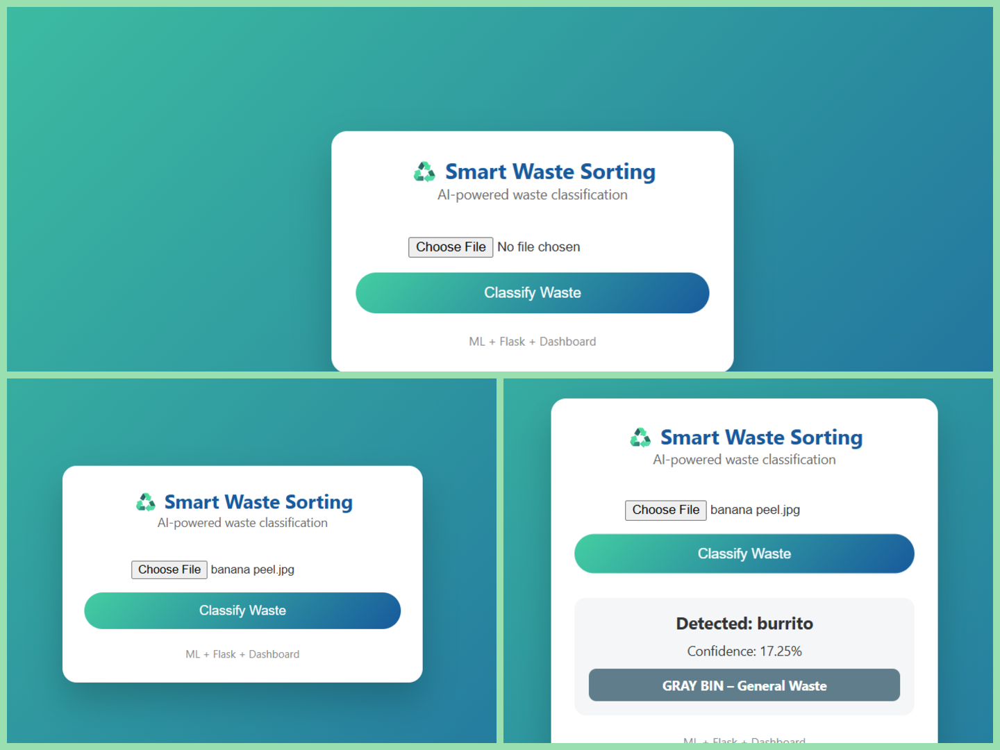 Smart Waste Sorting
AI-powered waste classification
Choose File No file chosen
Classify Waste
ML + Flask + Dashboard
Smart Waste Sorting
AI-powered waste classification
Choose File banana peel.jpg
Classify Waste
ML + Flask + Dashboard
Smart Waste Sorting
AI-powered waste classification
Choose File banana peel.jpg
Classify Waste
Detected: burrito
Confidence: 17.25%
GRAY BIN – General Waste
ML + Flask + Dashboard